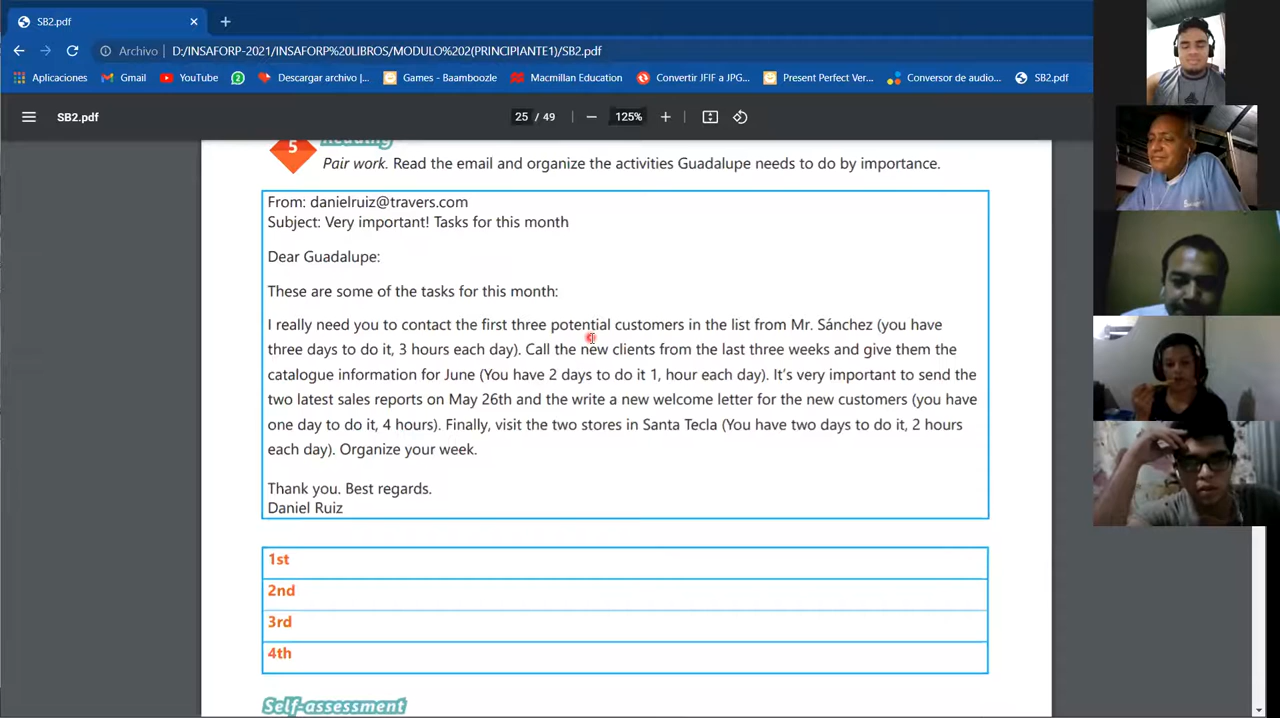 SB2.pdf
Archivo D:/INSAFORP-2021/INSAFORP%20LIBROS/MODULO%202(PRINCIPIANTE1)/SB2.pdf
Aplicaciones Gmail YouTube 2 Descargar archivo |... Games - Baamboozle Macmillan Education Convertir JFIF a JPG... Present Perfect Ver... Conversor de audio... SB2.pdf
SB2.pdf 25 / 49 125%
5 Reading
Pair work. Read the email and organize the activities Guadalupe needs to do by importance.
From: danielruiz@travers.com
Subject: Very important! Tasks for this month
Dear Guadalupe:
These are some of the tasks for this month:
I really need you to contact the first three potential customers in the list from Mr. Sánchez (you have
three days to do it, 3 hours each day). Call the new clients from the last three weeks and give them the
catalogue information for June (You have 2 days to do it 1, hour each day). It's very important to send the
two latest sales reports on May 26th and the write a new welcome letter for the new customers (you have
one day to do it, 4 hours). Finally, visit the two stores in Santa Tecla (You have two days to do it, 2 hours
each day). Organize your week.
Thank you. Best regards.
Daniel Ruiz
1st
2nd
3rd
4th
Self-assessment